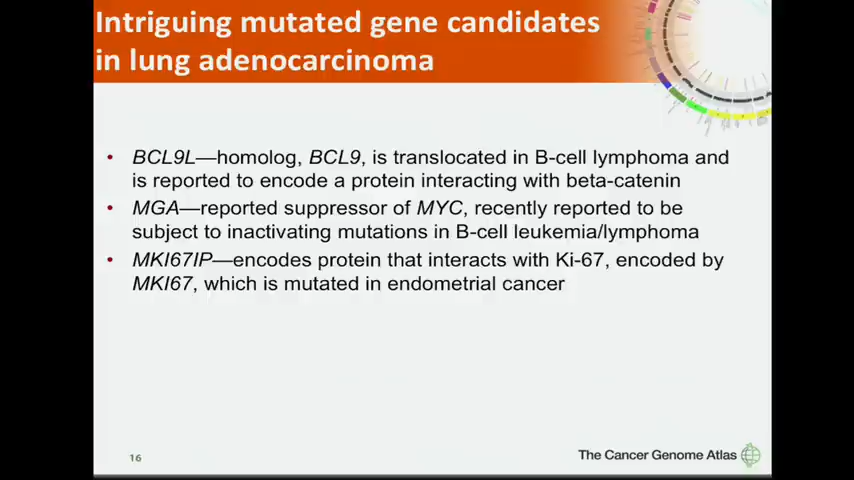 Intriguing mutated gene candidates
in lung adenocarcinoma
• BCL9L—homolog, BCL9, is translocated in B-cell lymphoma and
is reported to encode a protein interacting with beta-catenin
• MGA—reported suppressor of MYC, recently reported to be
subject to inactivating mutations in B-cell leukemia/lymphoma
• MKI67IP—encodes protein that interacts with Ki-67, encoded by
MKI67, which is mutated in endometrial cancer
16
The Cancer Genome Atlas